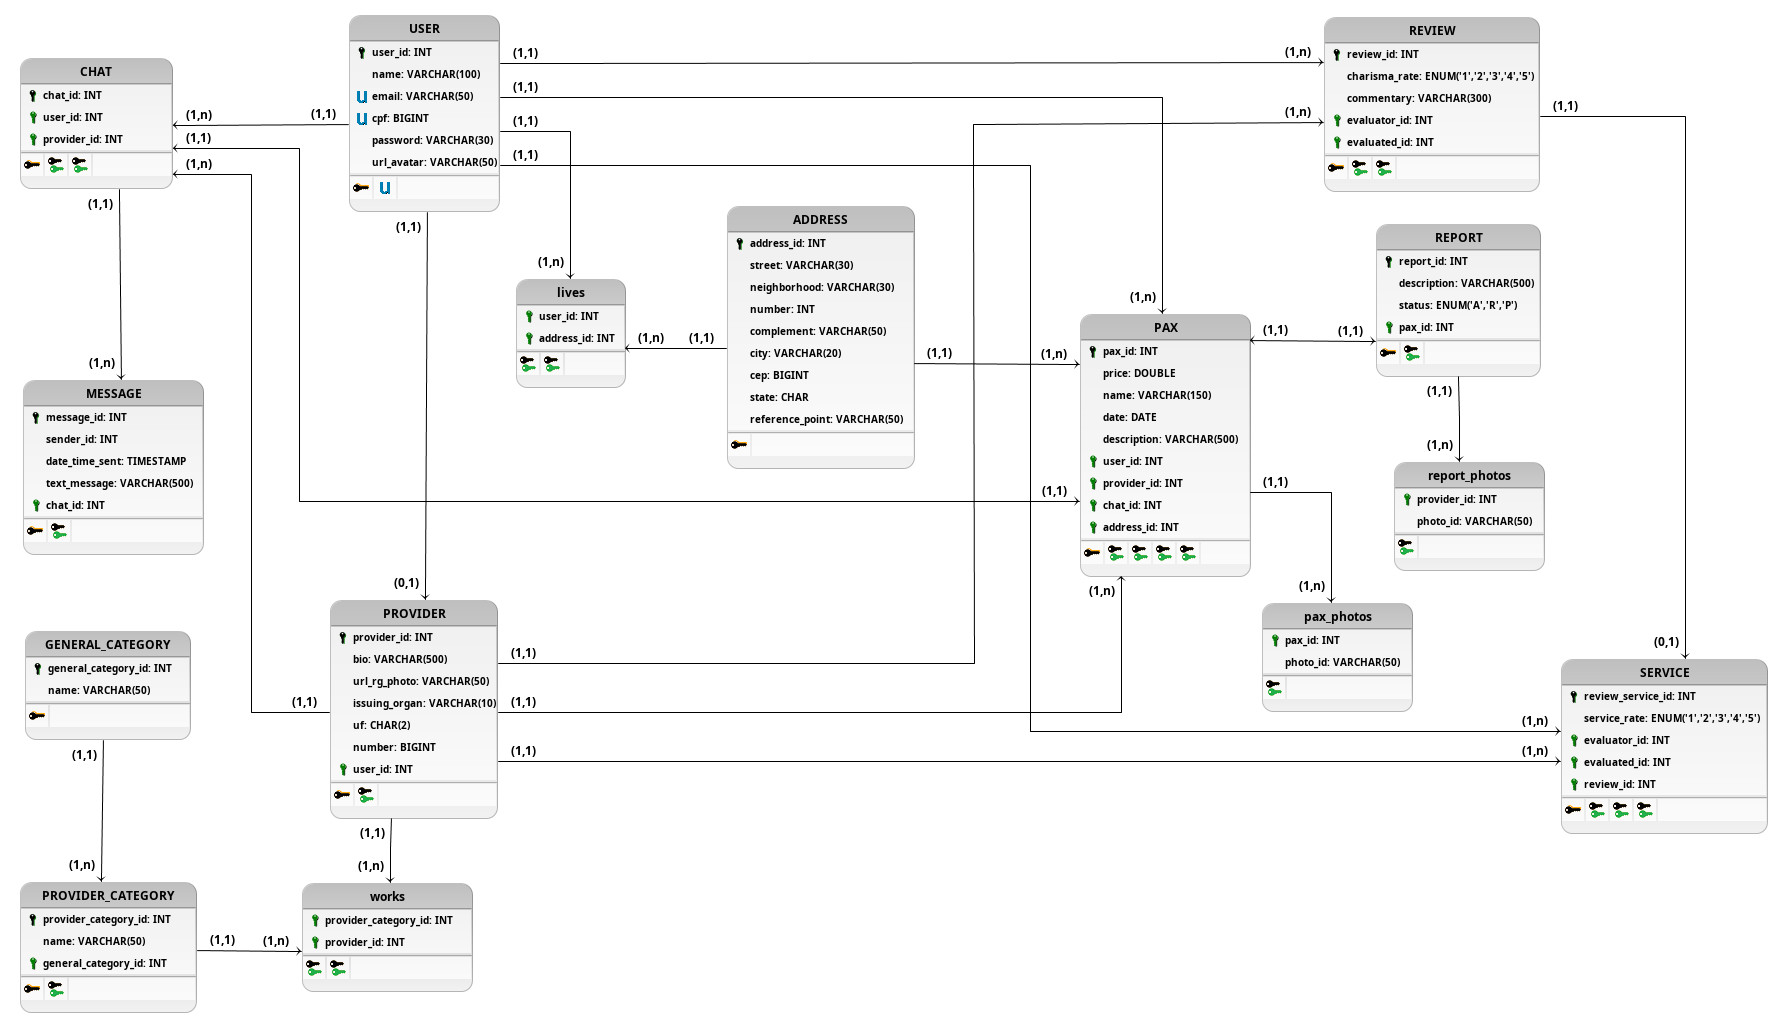 USER
user_id: INT
name: VARCHAR(100)
email: VARCHAR(50)
cpf: BIGINT
password: VARCHAR(30)
url_avatar: VARCHAR(50)
(1,1)
(1,1)
(1,1)
(1,1)
(1,1)
(1,1)
REVIEW
review_id: INT
charisma_rate: ENUM('1','2','3','4','5')
commentary: VARCHAR(300)
evaluator_id: INT
evaluated_id: INT
(1,n)
(1,n)
(1,1)
CHAT
chat_id: INT
user_id: INT
provider_id: INT
(1,n)
(1,1)
(1,n)
(1,1)
ADDRESS
address_id: INT
street: VARCHAR(30)
neighborhood: VARCHAR(30)
number: INT
complement: VARCHAR(50)
city: VARCHAR(20)
cep: BIGINT
state: CHAR
reference_point: VARCHAR(50)
(1,1)
(1,1)
REPORT
report_id: INT
description: VARCHAR(500)
status: ENUM('A','R','P')
pax_id: INT
(1,1)
(1,1)
lives
user_id: INT
address_id: INT
(1,n)
(1,n)
PAX
pax_id: INT
price: DOUBLE
name: VARCHAR(150)
date: DATE
description: VARCHAR(500)
user_id: INT
provider_id: INT
chat_id: INT
address_id: INT
(1,n)
(1,1)
(1,n)
(1,1)
(1,1)
(1,n)
MESSAGE
message_id: INT
sender_id: INT
date_time_sent: TIMESTAMP
text_message: VARCHAR(500)
chat_id: INT
(1,n)
report_photos
provider_id: INT
photo_id: VARCHAR(50)
(1,n)
PROVIDER
provider_id: INT
bio: VARCHAR(500)
url_rg_photo: VARCHAR(50)
issuing_organ: VARCHAR(10)
uf: CHAR(2)
number: BIGINT
user_id: INT
(0,1)
(1,1)
(1,1)
(1,1)
(1,1)
(1,1)
pax_photos
pax_id: INT
photo_id: VARCHAR(50)
(1,n)
GENERAL_CATEGORY
general_category_id: INT
name: VARCHAR(50)
(1,1)
SERVICE
review_service_id: INT
service_rate: ENUM('1','2','3','4','5')
evaluator_id: INT
evaluated_id: INT
review_id: INT
(0,1)
(1,n)
(1,n)
PROVIDER_CATEGORY
provider_category_id: INT
name: VARCHAR(50)
general_category_id: INT
(1,n)
(1,1)
works
provider_category_id: INT
provider_id: INT
(1,n)
(1,n)